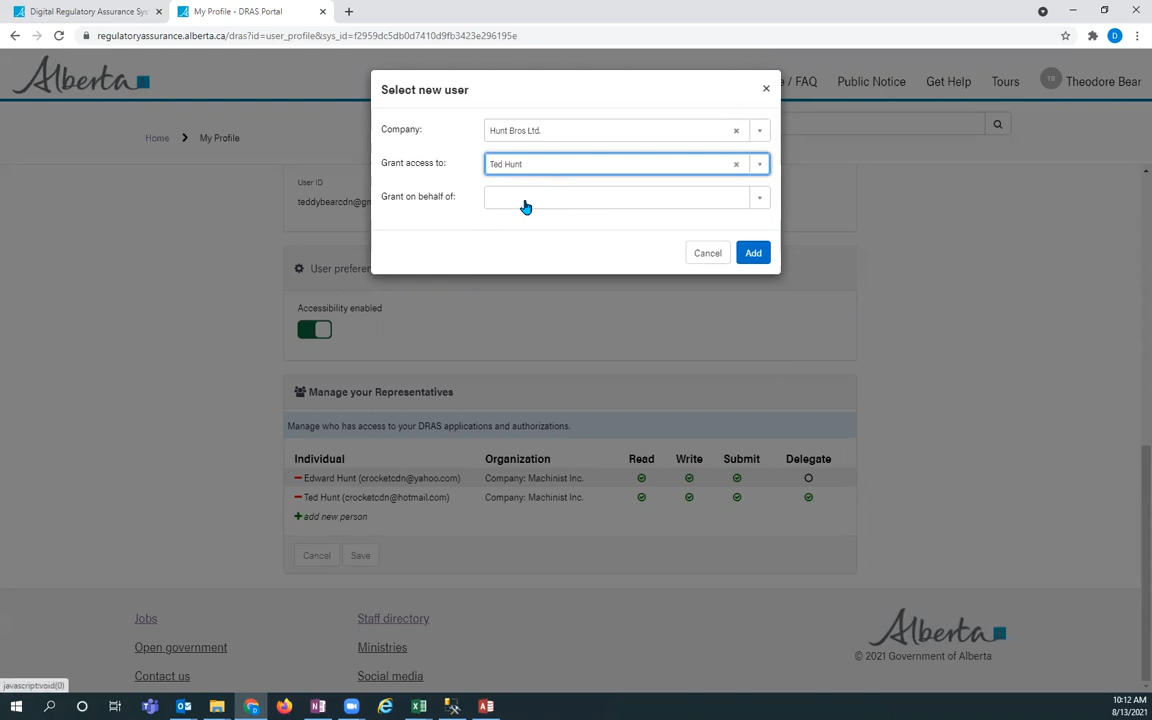 Digital Regulatory Assurance Sys
My Profile - DRAS Portal
regulatoryassurance.alberta.ca/dras?id=user_profile&sys_id=f2959dc5db0d7410d9fb3423e296195e
D
Alberta
/ FAQ
Public Notice
Get Help
Tours
TB
Theodore Bear
Home
My Profile
Select new user
Company:
Hunt Bros Ltd.
Grant access to:
Ted Hunt
Grant on behalf of:
Cancel
Add
User ID
teddybearcdn@gm
User preferen
Accessibility enabled
Manage your Representatives
Manage who has access to your DRAS applications and authorizations.
Individual Organization Read Write Submit Delegate
Edward Hunt (crocketcdn@yahoo.com) Company: Machinist Inc.
Ted Hunt (crocketcdn@hotmail.com) Company: Machinist Inc.
add new person
Cancel
Save
Jobs
Staff directory
Open government
Ministries
Contact us
Social media
Alberta
© 2021 Government of Alberta
javascript:void(0)
10:12 AM
8/13/2021